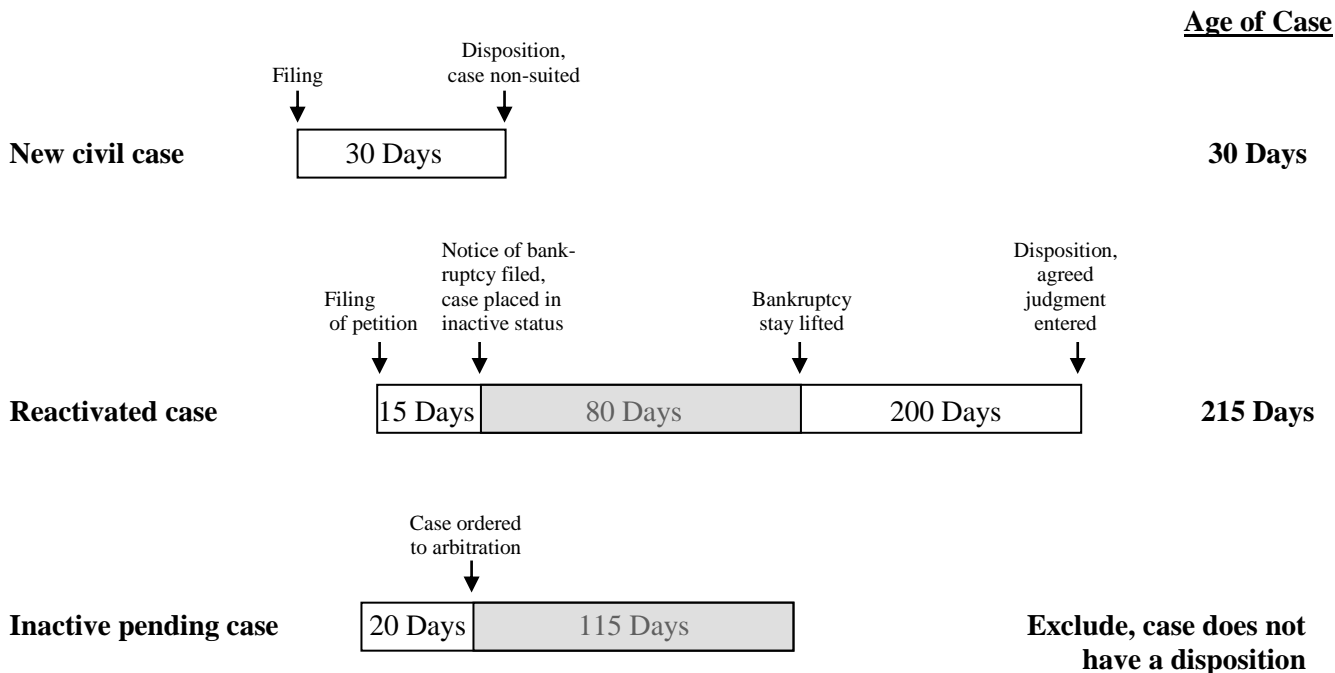 Age of Case
Filing
Disposition,
case non-suited
New civil case
30 Days
30 Days
Filing
of petition
Notice of bank-
ruptcy filed,
case placed in
inactive status
Bankruptcy
stay lifted
Disposition,
agreed
judgment
entered
Reactivated case
15 Days
80 Days
200 Days
215 Days
Case ordered
to arbitration
Inactive pending case
20 Days
115 Days
Exclude, case does not
have a disposition